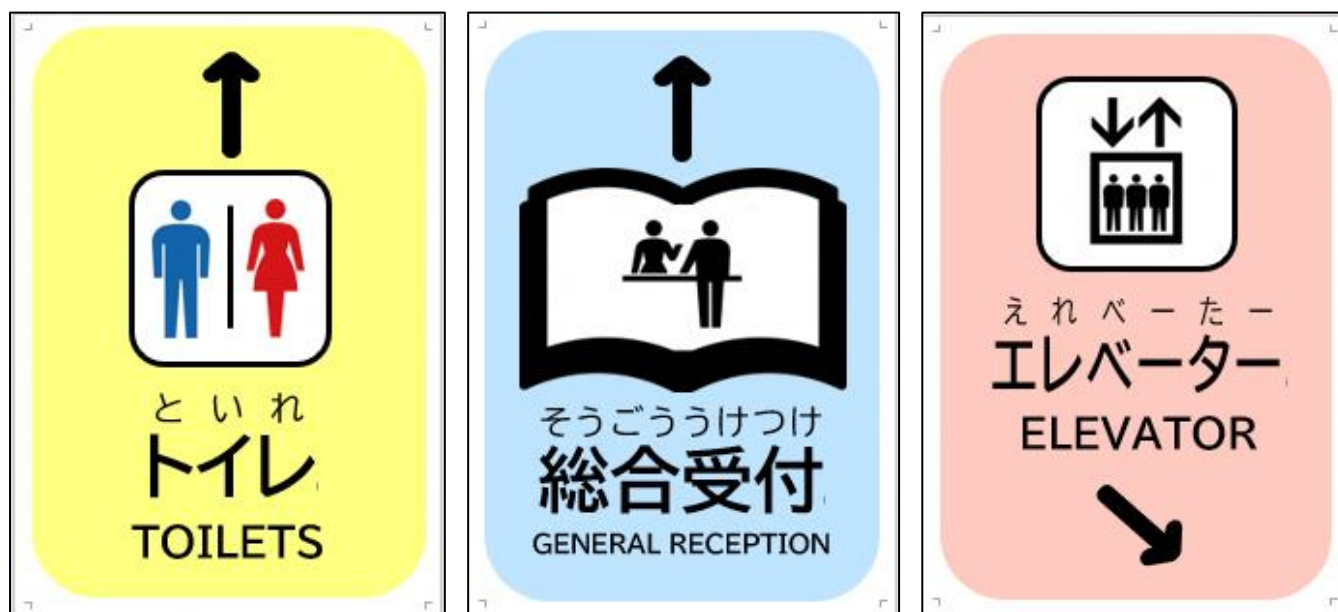 といれ
トイレ
TOILETS
そうごううけつけ
総合受付
GENERAL RECEPTION
えれべーたー
エレベーター
ELEVATOR